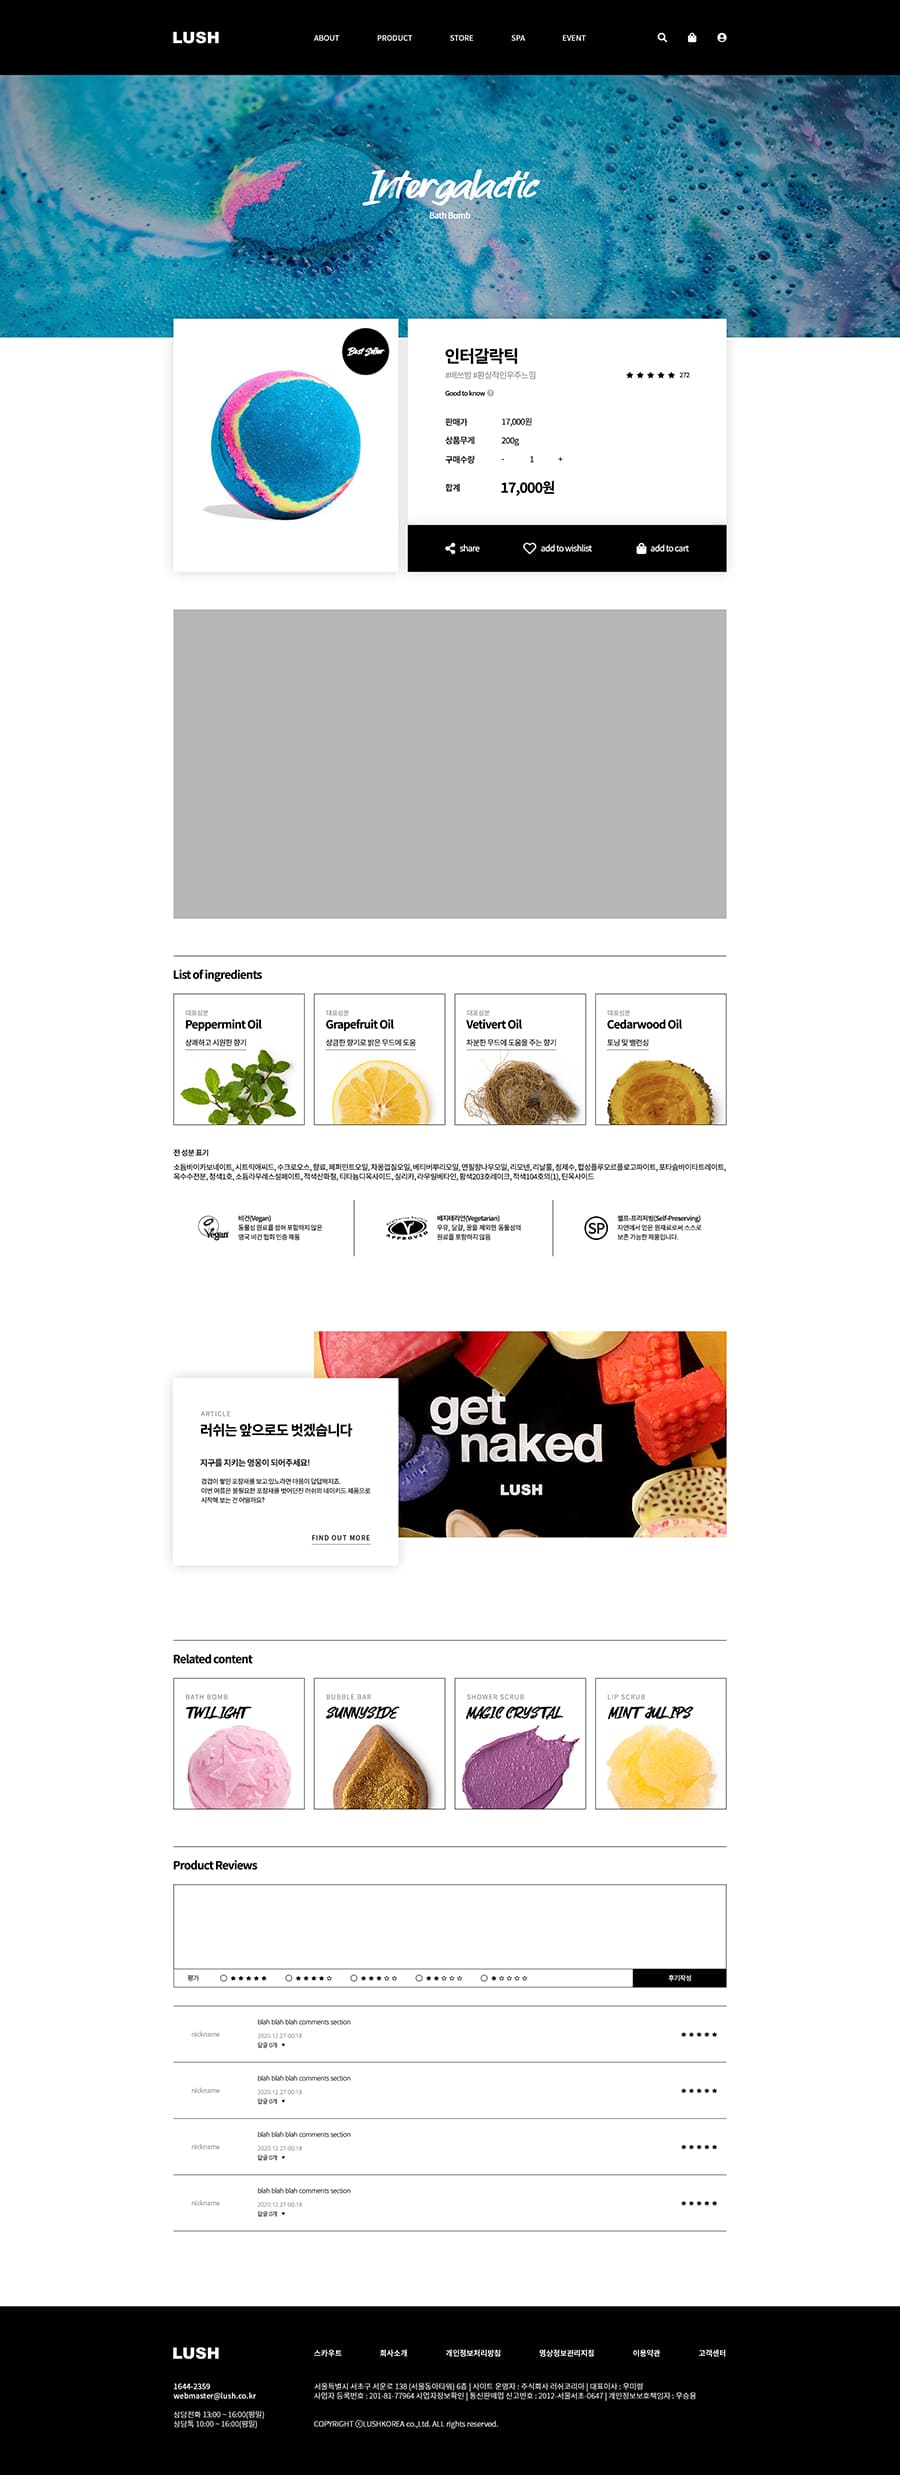 LUSH
ABOUT PRODUCT STORE SPA EVENT
Intergalactic
Bath Bomb
Best Seller
인터갈락틱
#배쓰밤 #환상적인우주느낌
272
Good to know ?
판매가 17,000원
상품무게 200g
구매수량 - 1 +
합계 17,000원
share
add to wishlist
add to cart
List of ingredients
대표성분
Peppermint Oil
상쾌하고 시원한 향기
대표성분
Grapefruit Oil
상큼한 향기로 밝은 무드에 도움
대표성분
Vetivert Oil
차분한 무드에 도움을 주는 향기
대표성분
Cedarwood Oil
토닝 및 밸런싱
전 성분 표기
소듐바이카보네이트, 시트릭애씨드, 수크로오스, 향료, 페퍼민트오일, 자몽껍질오일, 베티버뿌리오일, 연필향나무오일, 리모넨, 리날룰, 정제수, 합성플루오르플로고파이트, 포타슘바이타트레이트,
옥수수전분, 청색1호, 소듐라우레스설페이트, 적색산화철, 티타늄디옥사이드, 실리카, 라우릴베타인, 황색203호레이크, 적색104호의(1), 틴옥사이드
Vegan
비건(Vegan)
동물성 원료를 섞어 포함하지 않은
영국 비건 협회 인증 제품
APPROVED
베지테리언(Vegetarian)
우유, 달걀, 꿀을 제외한 동물성의
원료를 포함하지 않음
SP
셀프-프리저빙(Self-Preserving)
자연에서 얻은 원재료로써 스스로
보존 가능한 제품입니다.
ARTICLE
러쉬는 앞으로도 벗겠습니다
지구를 지키는 영웅이 되어주세요!
겹겹이 쌓인 포장재를 보고 있노라면 마음이 답답해지죠.
이번 여름은 불필요한 포장재를 벗어던진 러쉬의 네이키드 제품으로
시작해 보는 건 어떨까요?
FIND OUT MORE
get
naked
LUSH
Related content
BATH BOMB
TWILIGHT
BUBBLE BAR
SUNNYSIDE
SHOWER SCRUB
MAGIC CRYSTAL
LIP SCRUB
MINT JULIPS
Product Reviews
평가
후기작성
nickname
blah blah blah comments section
2020.12.27 00:18
답글 0개
nickname
blah blah blah comments section
2020.12.27 00:18
답글 0개
nickname
blah blah blah comments section
2020.12.27 00:18
답글 0개
nickname
blah blah blah comments section
2020.12.27 00:18
답글 0개
LUSH
스카우트 회사소개 개인정보처리방침 영상정보관리지침 이용약관 고객센터
1644-2359
webmaster@lush.co.kr
상담전화 13:00 ~ 16:00(평일)
상담톡 10:00 ~ 16:00(평일)
서울특별시 서초구 서운로 138 (서울동아타워) 6층 | 사이트 운영자 : 주식회사 러쉬코리아 | 대표이사 : 우미령
사업자 등록번호 : 201-81-77964 사업자정보확인 | 통신판매업 신고번호 : 2012-서울서초-0647 | 개인정보보호책임자 : 우승용
COPYRIGHT ⓒLUSHKOREA co.,Ltd. ALL rights reserved.